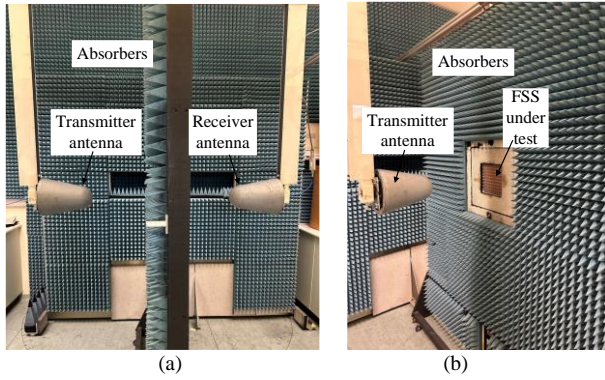 Absorbers
Transmitter
antenna
Receiver
antenna
(a)
Absorbers
Transmitter
antenna
FSS
under
test
(b)